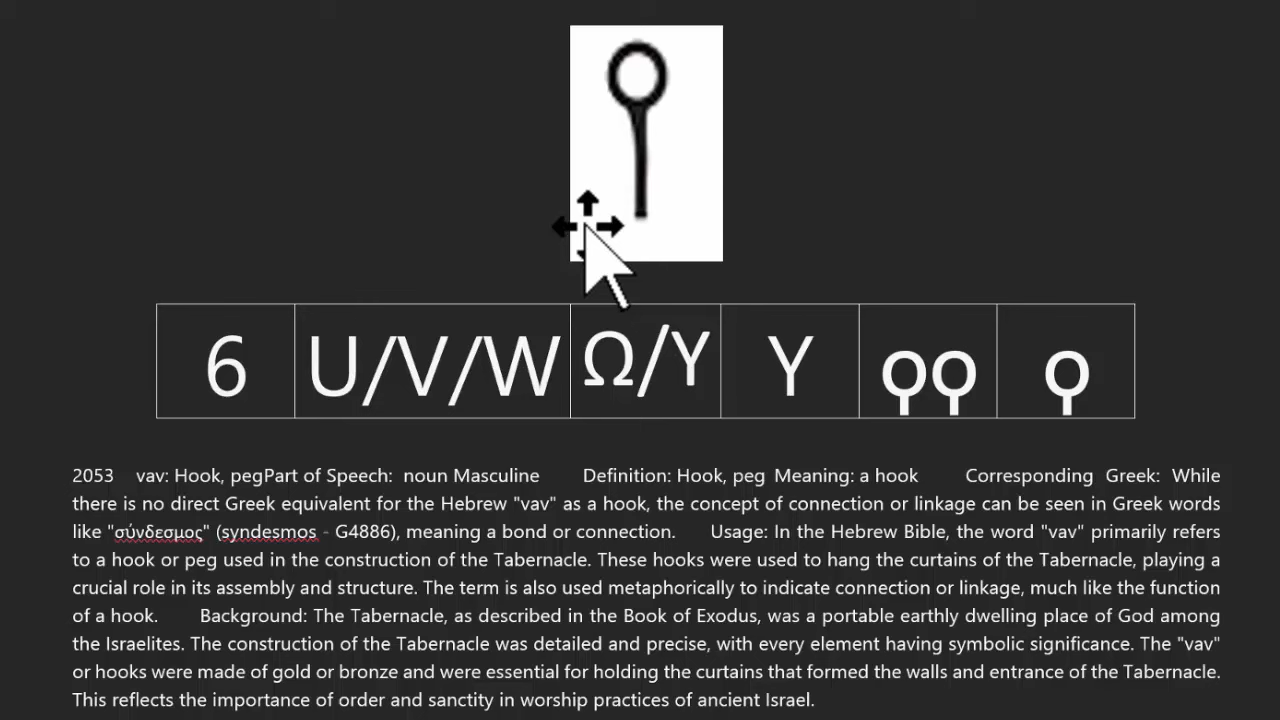 6 U/V/W Ω/Y Y ϙϙ ϙ
2053 vav: Hook, pegPart of Speech: noun Masculine Definition: Hook, peg Meaning: a hook Corresponding Greek: While
there is no direct Greek equivalent for the Hebrew "vav" as a hook, the concept of connection or linkage can be seen in Greek words
like "σύνδεσμος" (syndesmos - G4886), meaning a bond or connection. Usage: In the Hebrew Bible, the word "vav" primarily refers
to a hook or peg used in the construction of the Tabernacle. These hooks were used to hang the curtains of the Tabernacle, playing a
crucial role in its assembly and structure. The term is also used metaphorically to indicate connection or linkage, much like the function
of a hook. Background: The Tabernacle, as described in the Book of Exodus, was a portable earthly dwelling place of God among
the Israelites. The construction of the Tabernacle was detailed and precise, with every element having symbolic significance. The "vav"
or hooks were made of gold or bronze and were essential for holding the curtains that formed the walls and entrance of the Tabernacle.
This reflects the importance of order and sanctity in worship practices of ancient Israel.